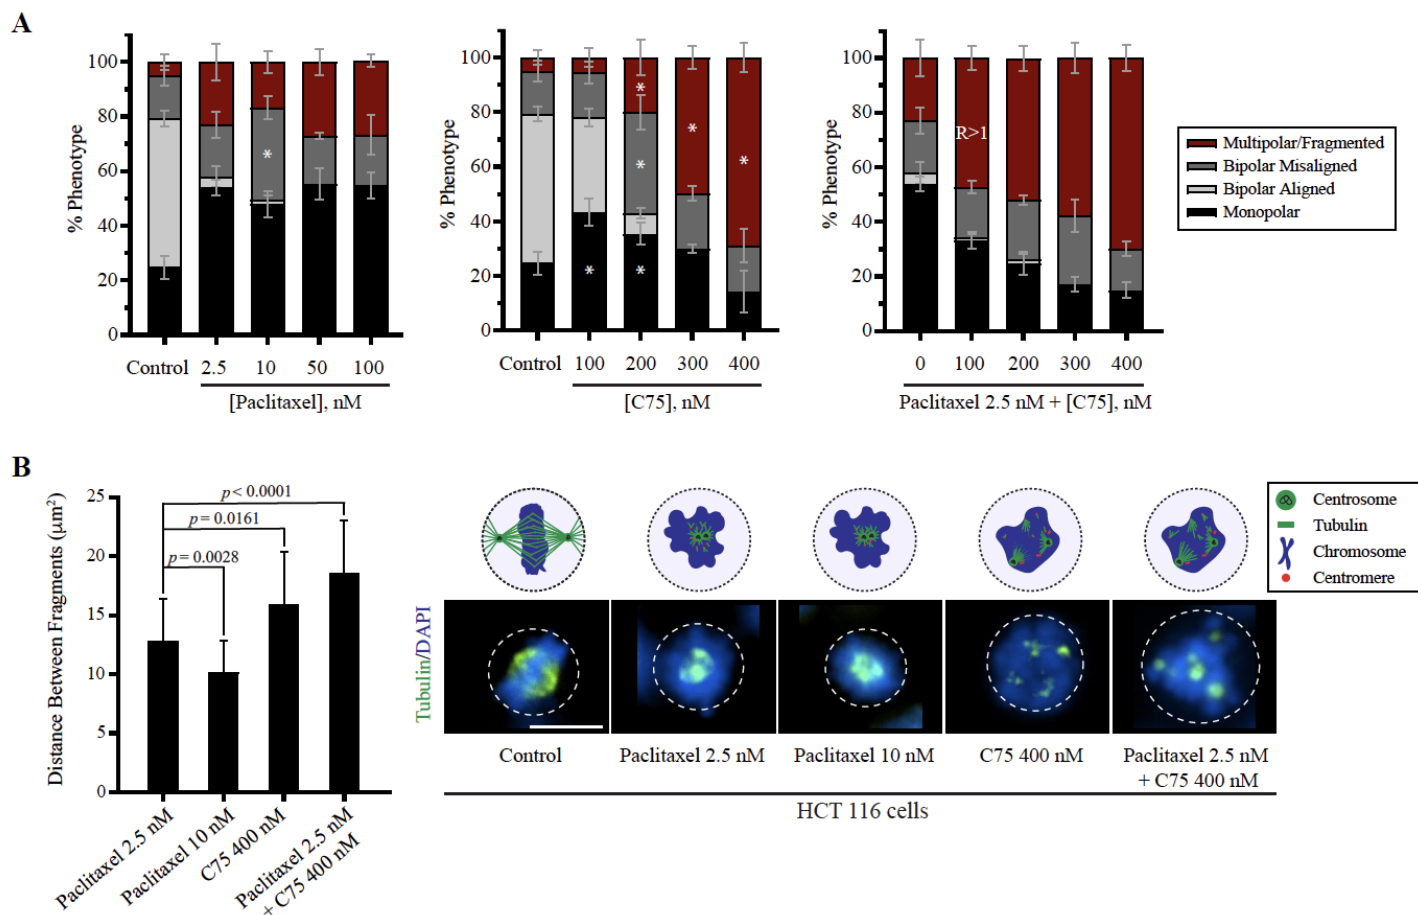 A
% Phenotype
100
80
60
40
20
0
*
Control
2.5
10
50
100
[Paclitaxel], nM
% Phenotype
100
80
60
40
20
0
*
*
*
*
*
*
*
Control
100
200
300
400
[C75], nM
% Phenotype
100
80
60
40
20
0
R>1
0
100
200
300
400
Paclitaxel 2.5 nM + [C75], nM
Multipolar/Fragmented
Bipolar Misaligned
Bipolar Aligned
Monopolar
B
Distance Between Fragments (µm²)
25
20
15
10
5
0
p < 0.0001
p = 0.0161
p = 0.0028
Paclitaxel 2.5 nM
Paclitaxel 10 nM
C75 400 nM
Paclitaxel 2.5 nM
+ C75 400 nM
Centrosome
Tubulin
Chromosome
Centromere
Tubulin/DAPI
Control
Paclitaxel 2.5 nM
Paclitaxel 10 nM
C75 400 nM
Paclitaxel 2.5 nM
+ C75 400 nM
HCT 116 cells